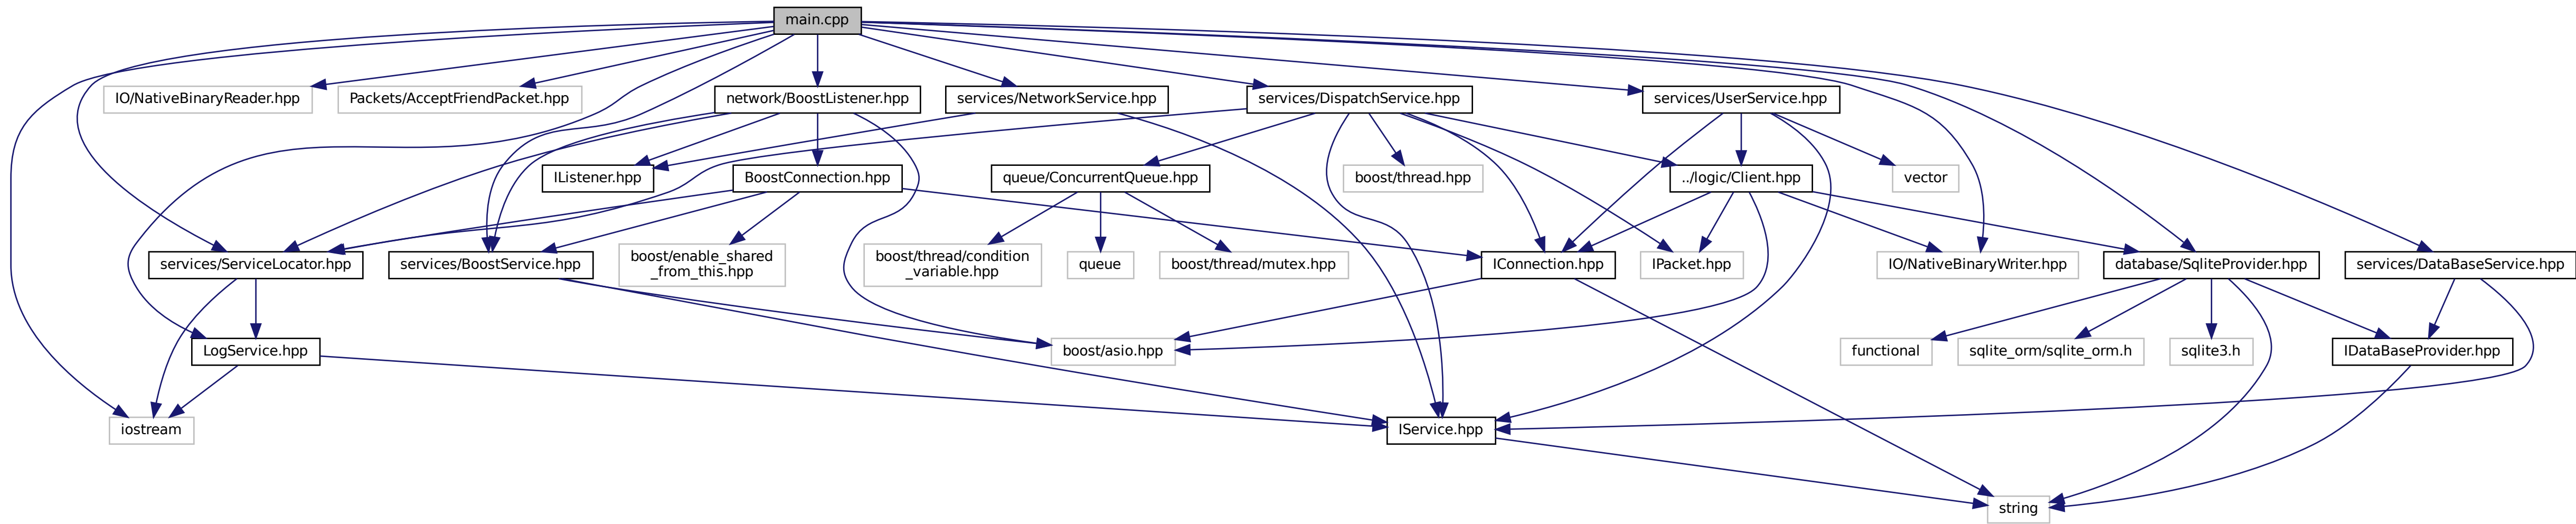 main.cpp
IO/NativeBinaryReader.hpp
Packets/AcceptFriendPacket.hpp
network/BoostListener.hpp
services/NetworkService.hpp
services/DispatchService.hpp
services/UserService.hpp
IListener.hpp
BoostConnection.hpp
queue/ConcurrentQueue.hpp
boost/thread.hpp
../logic/Client.hpp
vector
services/ServiceLocator.hpp
services/BoostService.hpp
boost/enable_shared
_from_this.hpp
boost/thread/condition
_variable.hpp
queue
boost/thread/mutex.hpp
IConnection.hpp
IPacket.hpp
IO/NativeBinaryWriter.hpp
database/SqliteProvider.hpp
services/DataBaseService.hpp
LogService.hpp
boost/asio.hpp
functional
sqlite_orm/sqlite_orm.h
sqlite3.h
IDataBaseProvider.hpp
iostream
IService.hpp
string